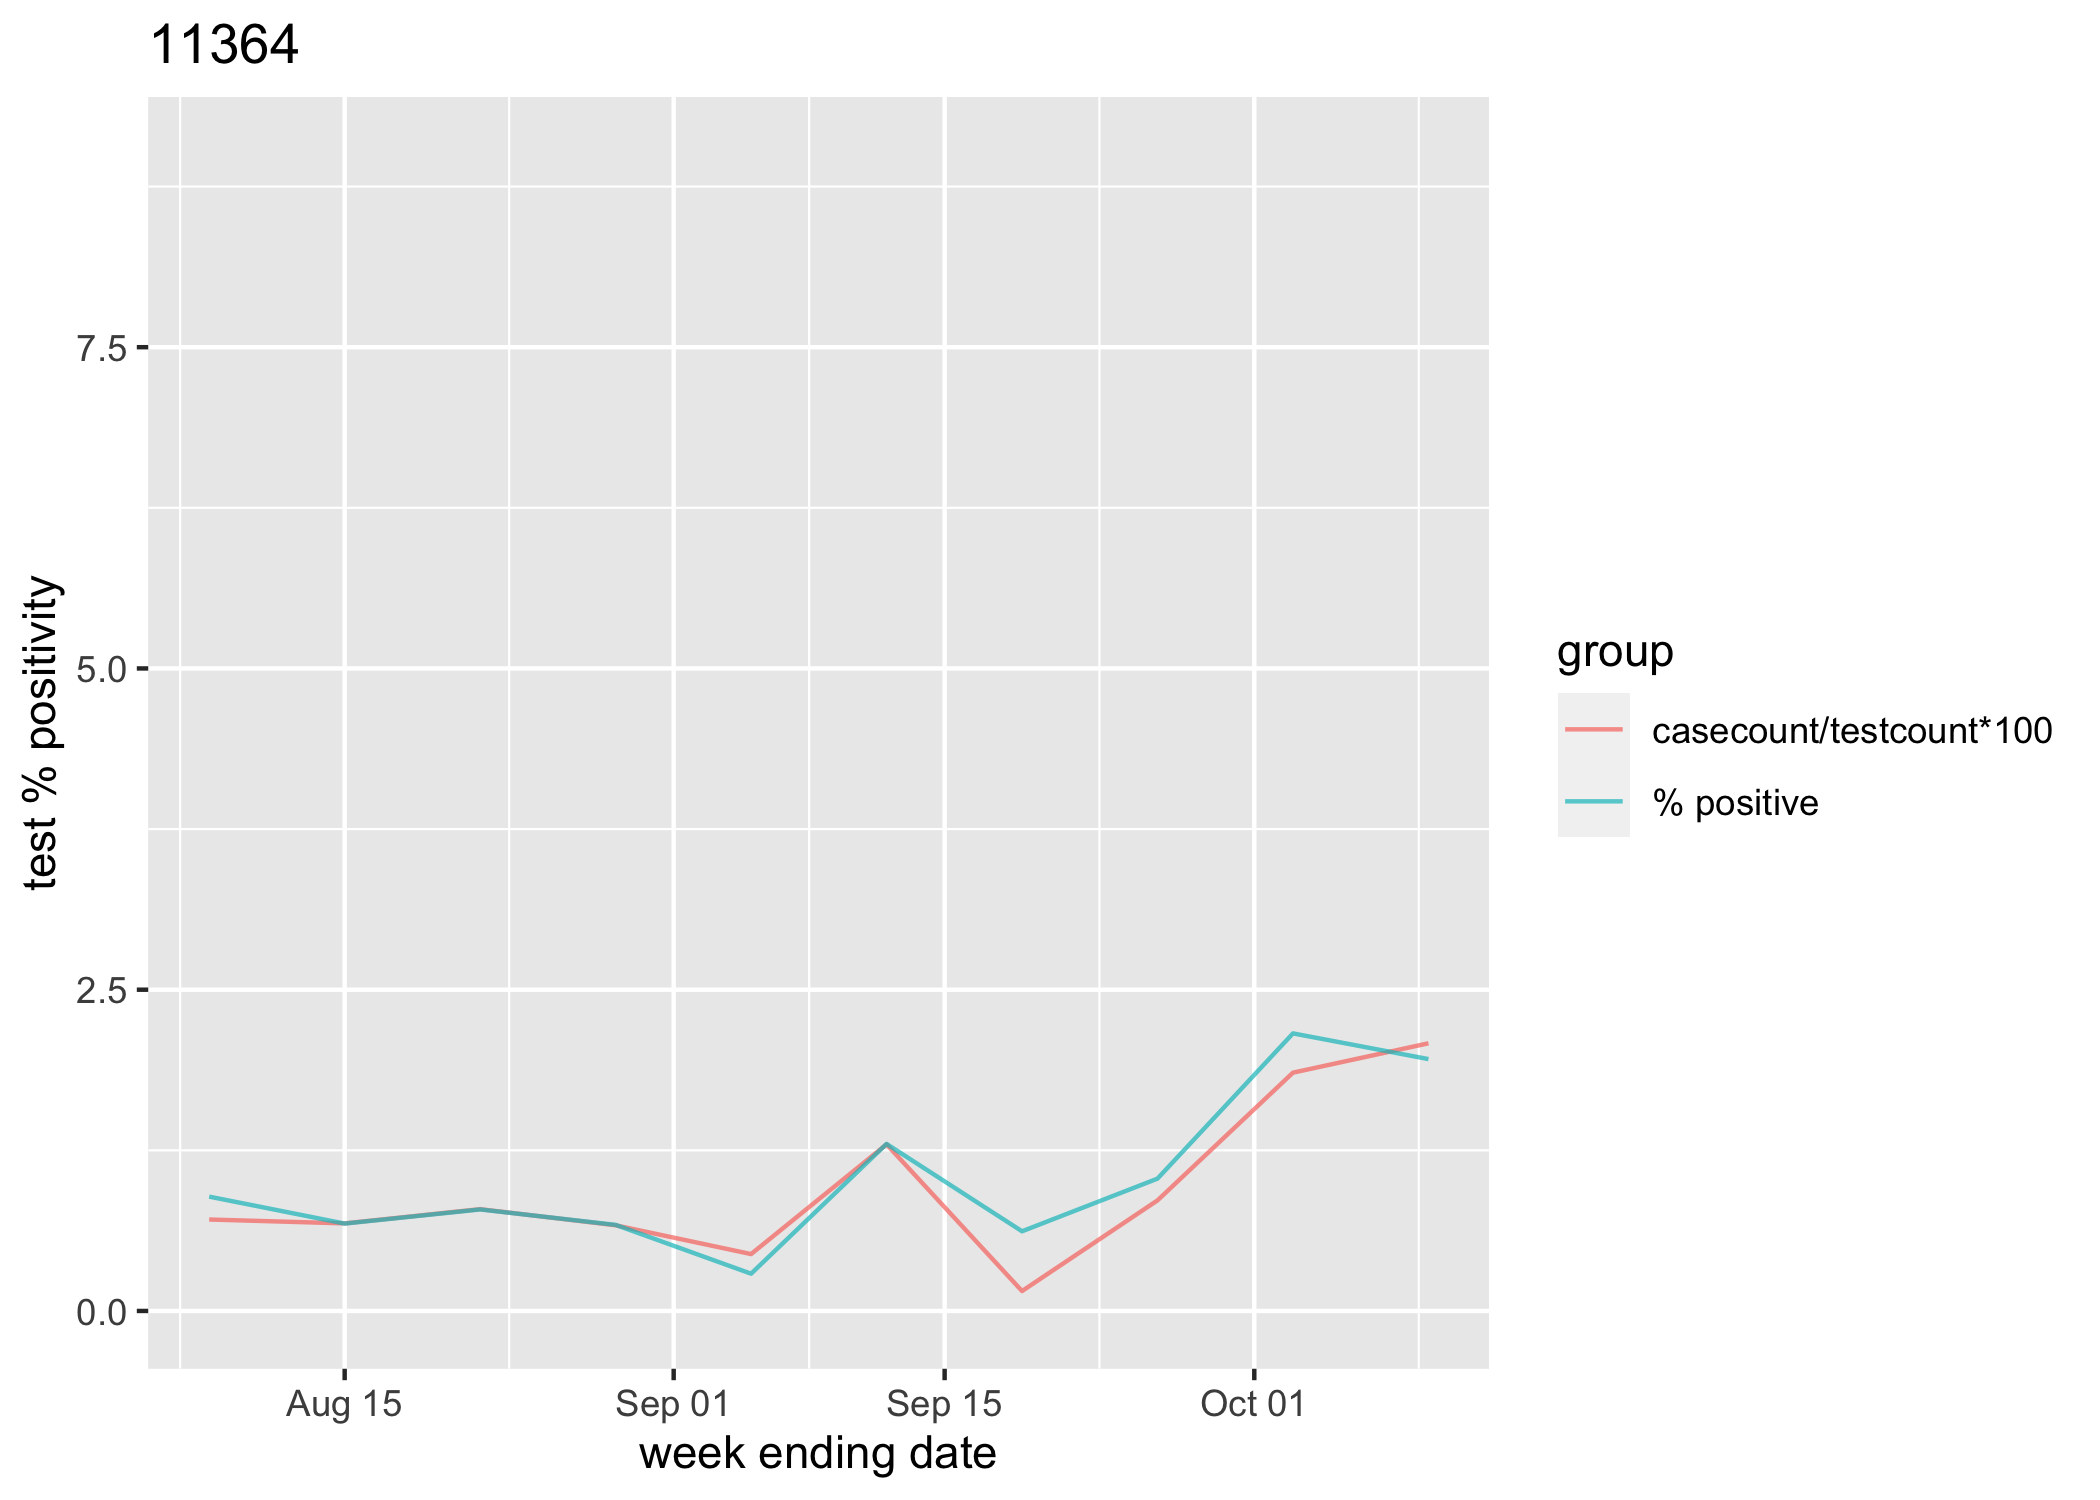 11364
test % positivity
7.5
5.0
2.5
0.0
Aug 15
Sep 01
Sep 15
Oct 01
week ending date
group
casecount/testcount*100
% positive